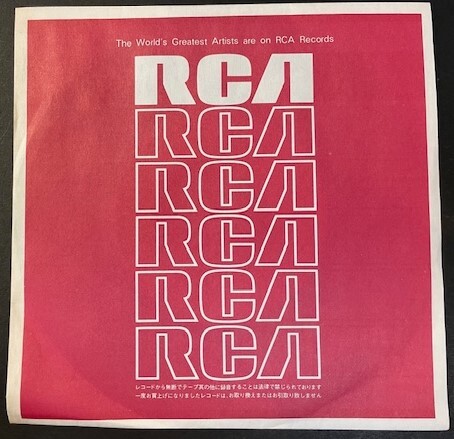 The World's Greatest Artists are on RCA Records
RCA
RCA
RCA
RCA
RCA
RCA
レコードから無断でテープ其の他に録音することは法律で禁じられております
一度お買上げになりましたレコードは、お取り換えまたはお引取り致しません